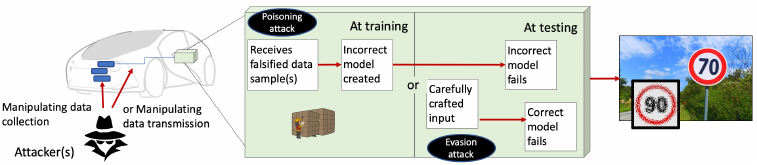 Manipulating data
collection
or Manipulating
data transmission
Attacker(s)
Poisoning
attack
At training
Receives
falsified data
sample(s)
Incorrect
model
created
or
At testing
Incorrect
model
fails
Carefully
crafted
input
Correct
model
fails
Evasion
attack
70
90